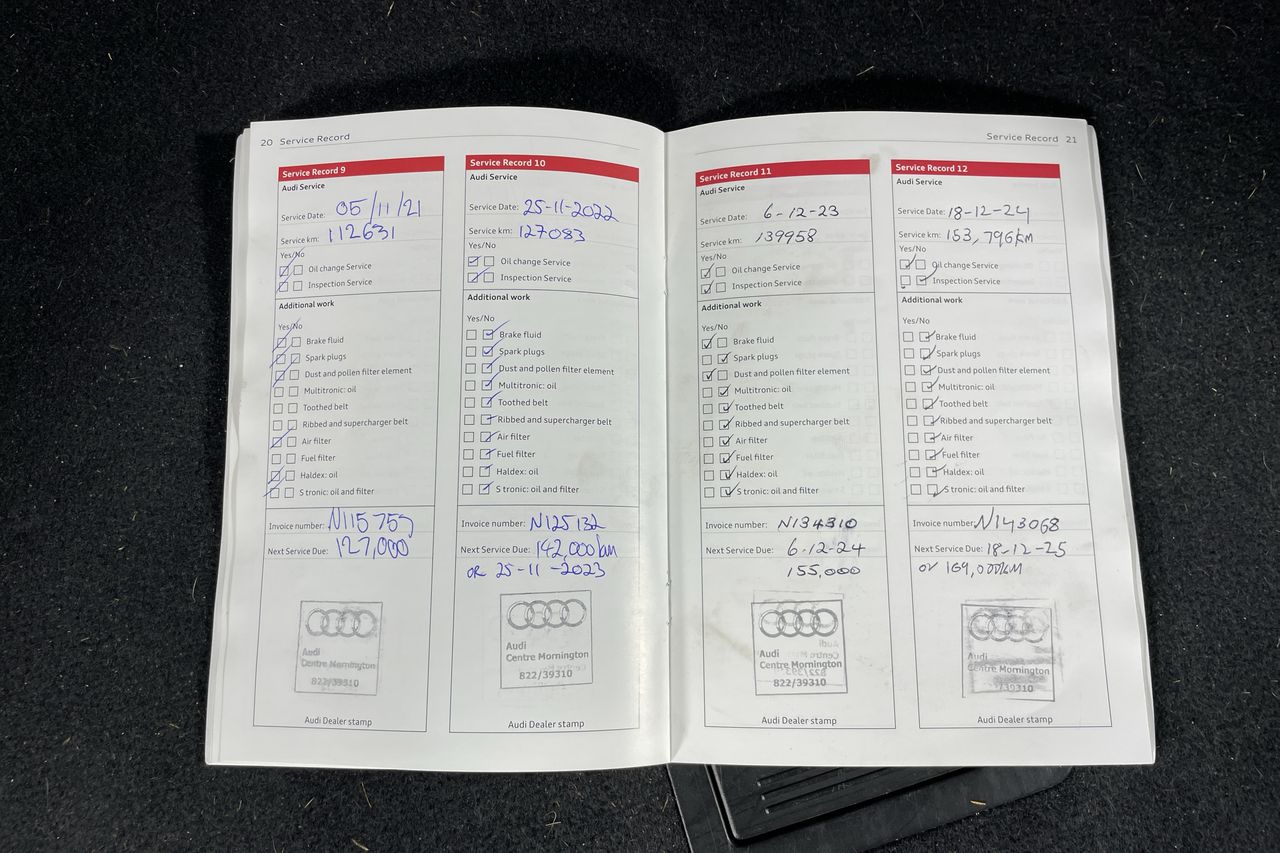 20 Service Record
Service Record 9
Audi Service
Service Date: 05/11/21
Service km: 112631
Yes/No
Oil change Service
Inspection Service
Additional work
Yes/No
Brake fluid
Spark plugs
Dust and pollen filter element
Multitronic: oil
Toothed belt
Ribbed and supercharger belt
Air filter
Fuel filter
Haldex: oil
S tronic: oil and filter
Invoice number: N115759
Next Service Due: 127,000
Audi
Centre Mornington
822/39310
Audi Dealer stamp
Service Record 10
Audi Service
Service Date: 25-11-2022
Service km: 127083
Yes/No
Oil change Service
Inspection Service
Additional work
Yes/No
Brake fluid
Spark plugs
Dust and pollen filter element
Multitronic: oil
Toothed belt
Ribbed and supercharger belt
Air filter
Fuel filter
Haldex: oil
S tronic: oil and filter
Invoice number: N125132
Next Service Due: 142,000km
OR 25-11-2023
Audi
Centre Mornington
822/39310
Audi Dealer stamp
Service Record 21
Service Record 11
Audi Service
Service Date: 6-12-23
Service km: 139958
Yes/No
Oil change Service
Inspection Service
Additional work
Yes/No
Brake fluid
Spark plugs
Dust and pollen filter element
Multitronic: oil
Toothed belt
Ribbed and supercharger belt
Air filter
Fuel filter
Haldex: oil
S tronic: oil and filter
Invoice number: N134310
Next Service Due: 6-12-24
155,000
Audi
Centre Mornington
822/39310
Audi Dealer stamp
Service Record 12
Audi Service
Service Date: 18-12-24
Service km: 153,796km
Yes/No
Oil change Service
Inspection Service
Additional work
Yes/No
Brake fluid
Spark plugs
Dust and pollen filter element
Multitronic: oil
Toothed belt
Ribbed and supercharger belt
Air filter
Fuel filter
Haldex: oil
S tronic: oil and filter
Invoice number: N143068
Next Service Due: 18-12-25
or 169,000KM
Audi
Centre Mornington
/39310
Audi Dealer stamp